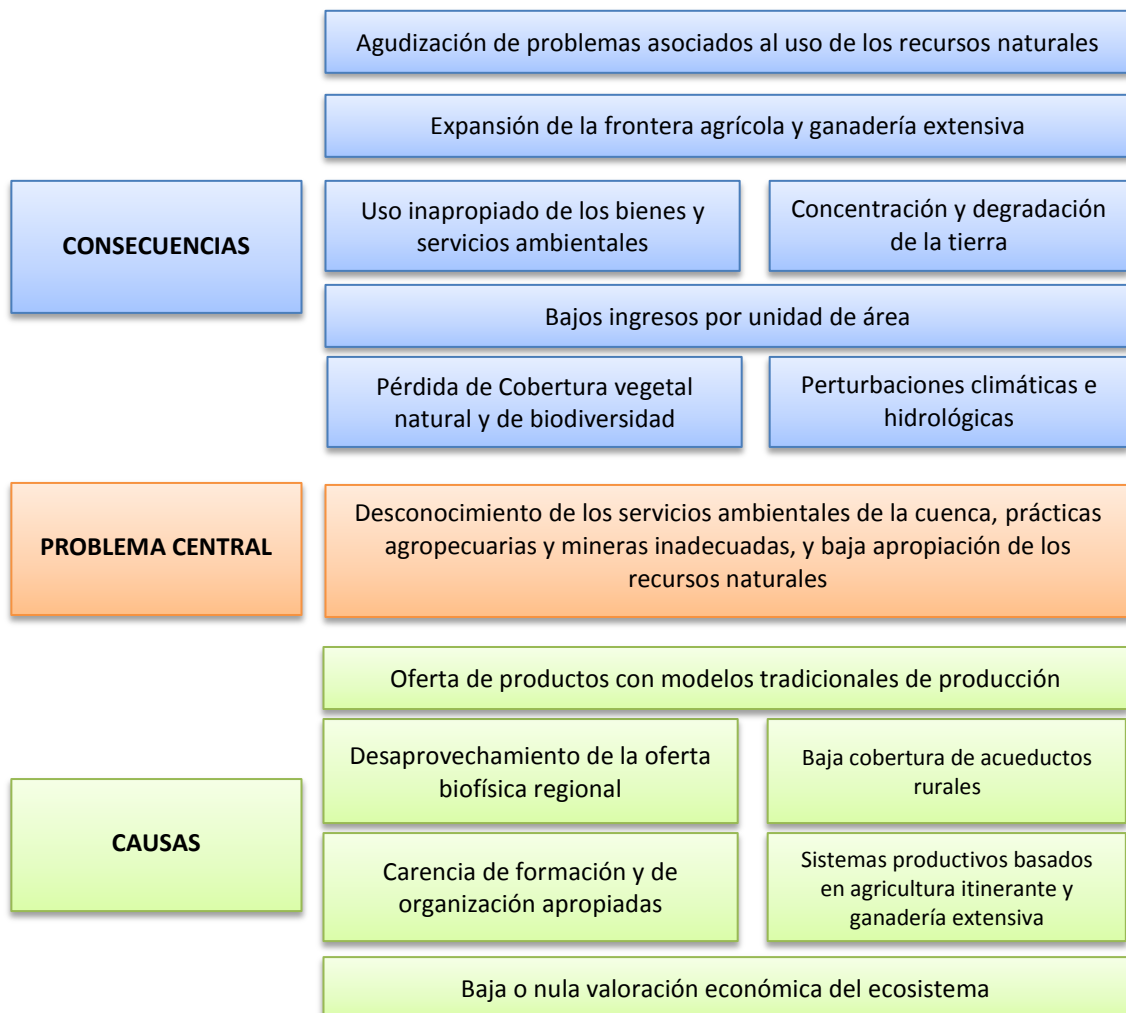 Agudización de problemas asociados al uso de los recursos naturales
Expansión de la frontera agrícola y ganadería extensiva
CONSECUENCIAS
Uso inapropiado de los bienes y
servicios ambientales
Concentración y degradación
de la tierra
Bajos ingresos por unidad de área
Pérdida de Cobertura vegetal
natural y de biodiversidad
Perturbaciones climáticas e
hidrológicas
PROBLEMA CENTRAL
Desconocimiento de los servicios ambientales de la cuenca, prácticas
agropecuarias y mineras inadecuadas, y baja apropiación de los
recursos naturales
Oferta de productos con modelos tradicionales de producción
Desaprovechamiento de la oferta
biofísica regional
Baja cobertura de acueductos
rurales
CAUSAS
Carencia de formación y de
organización apropiadas
Sistemas productivos basados
en agricultura itinerante y
ganadería extensiva
Baja o nula valoración económica del ecosistema